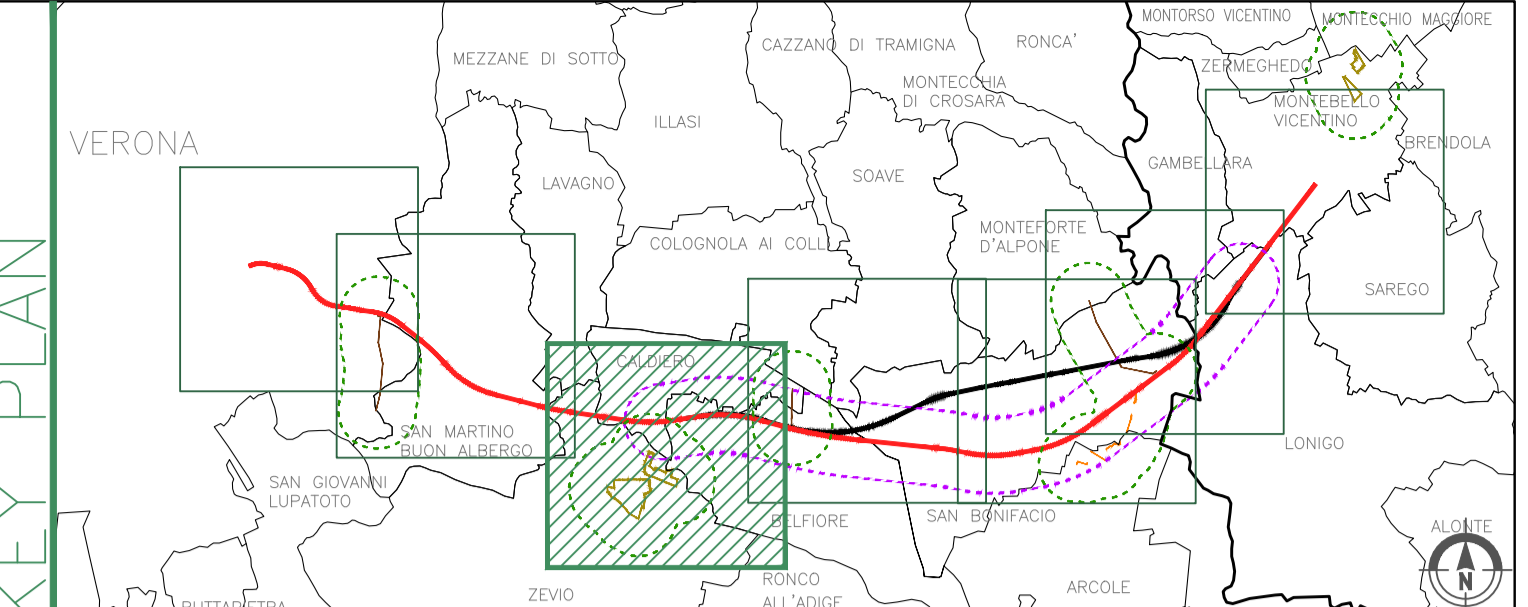 KEY PLAN
MONTORSO VICENTINO
MONTECCHIO MAGGIORE
MEZZANE DI SOTTO
CAZZANO DI TRAMIGNA
RONCA'
ZERMEGHEDO
MONTECCHIA
DI CROSARA
MONTEBELLO
VICENTINO
ILLASI
VERONA
BRENDOLA
GAMBELLARA
LAVAGNO
SOAVE
MONTEFORTE
D'ALPONE
COLOGNOLA AI COLLI
SAREGO
CALDIERO
SAN MARTINO
BUON ALBERGO
LONIGO
SAN GIOVANNI
LUPATOTO
BELFIORE
SAN BONIFACIO
ALONTE
N
RONCO
ALL'ADIGE
ARCOLE
ZEVIO
BUTTAPIETRA